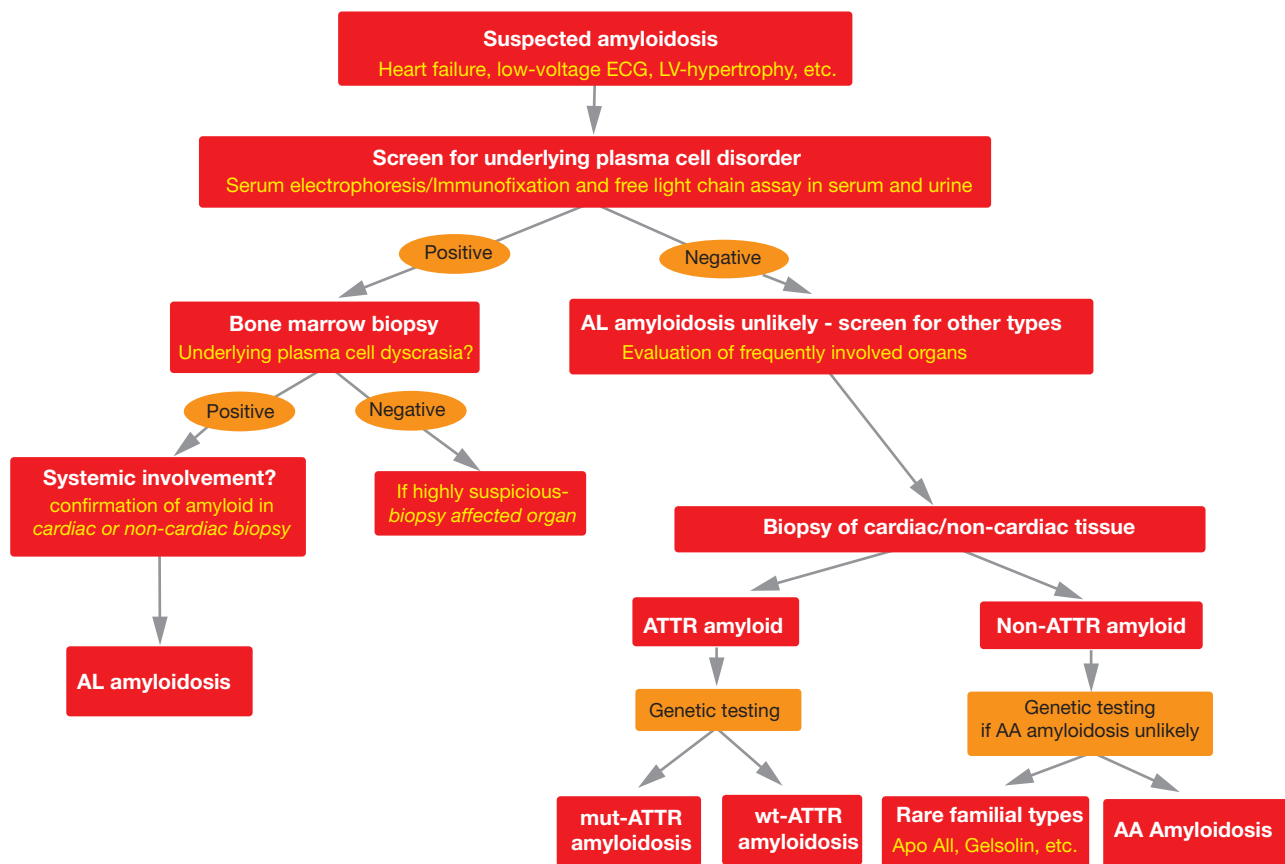 Suspected amyloidosis
Heart failure, low-voltage ECG, LV-hypertrophy, etc.
Screen for underlying plasma cell disorder
Serum electrophoresis/Immunofixation and free light chain assay in serum and urine
Positive
Negative
Bone marrow biopsy
Underlying plasma cell dyscrasia?
AL amyloidosis unlikely - screen for other types
Evaluation of frequently involved organs
Positive
Negative
Systemic involvement?
confirmation of amyloid in
cardiac or non-cardiac biopsy
If highly suspicious-
biopsy affected organ
Biopsy of cardiac/non-cardiac tissue
AL amyloidosis
ATTR amyloid
Non-ATTR amyloid
Genetic testing
Genetic testing
if AA amyloidosis unlikely
mut-ATTR
amyloidosis
wt-ATTR
amyloidosis
Rare familial types
Apo All, Gelsolin, etc.
AA Amyloidosis